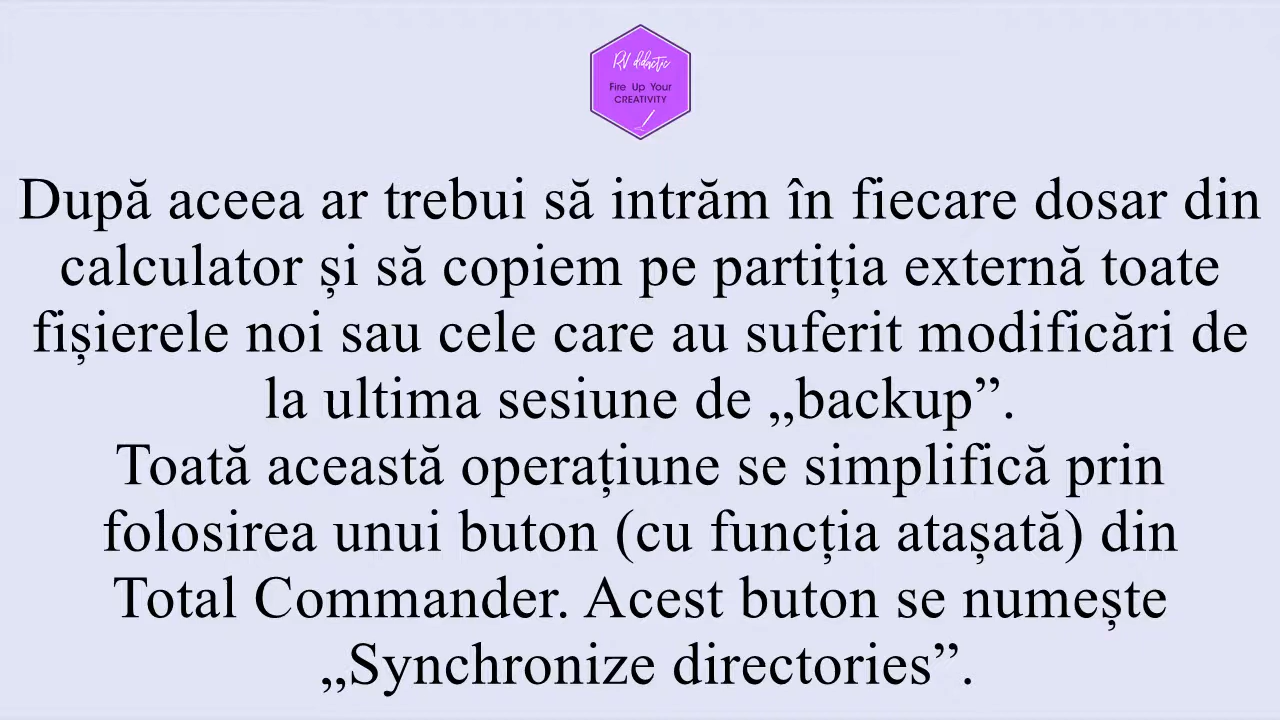 RV didactic
Fire Up Your
CREATIVITY
După aceea ar trebui să intrăm în fiecare dosar din
calculator și să copiem pe partiția externă toate
fișierele noi sau cele care au suferit modificări de
la ultima sesiune de „backup”.
Toată această operațiune se simplifică prin
folosirea unui buton (cu funcția atașată) din
Total Commander. Acest buton se numește
„Synchronize directories”.